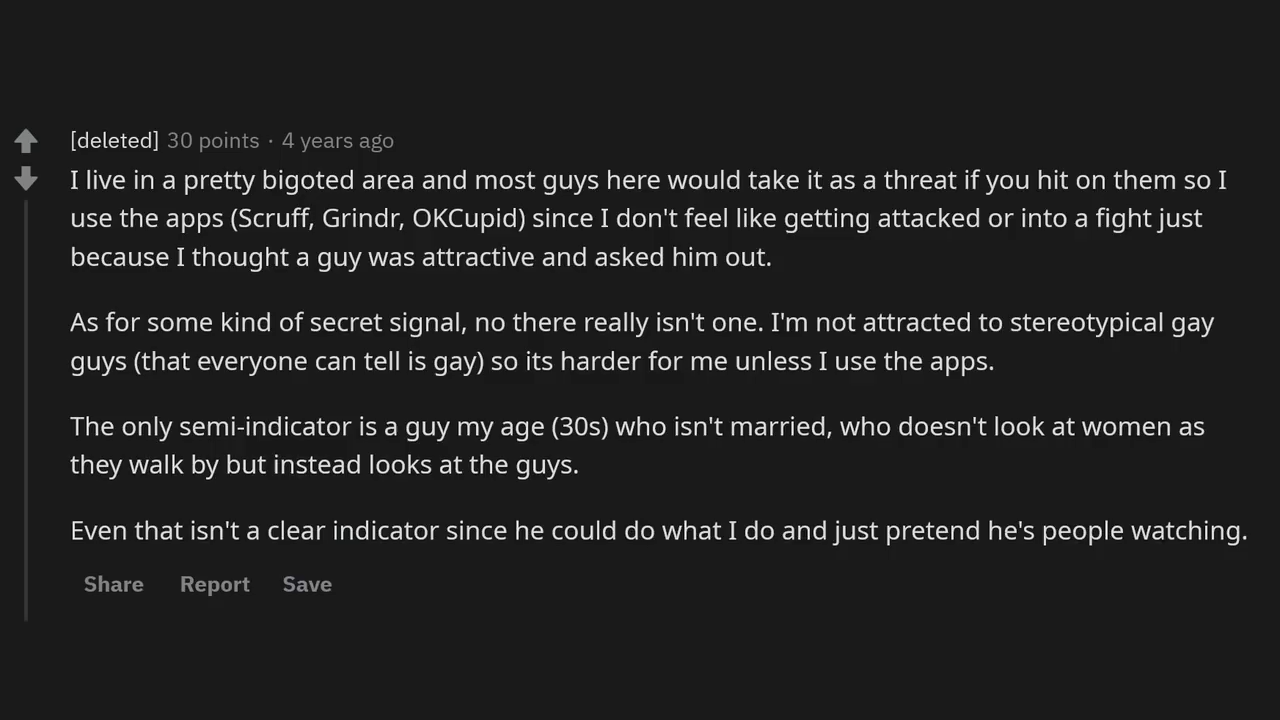 [deleted] 30 points · 4 years ago
I live in a pretty bigoted area and most guys here would take it as a threat if you hit on them so I
use the apps (Scruff, Grindr, OKCupid) since I don't feel like getting attacked or into a fight just
because I thought a guy was attractive and asked him out.
As for some kind of secret signal, no there really isn't one. I'm not attracted to stereotypical gay
guys (that everyone can tell is gay) so its harder for me unless I use the apps.
The only semi-indicator is a guy my age (30s) who isn't married, who doesn't look at women as
they walk by but instead looks at the guys.
Even that isn't a clear indicator since he could do what I do and just pretend he's people watching.
Share Report Save